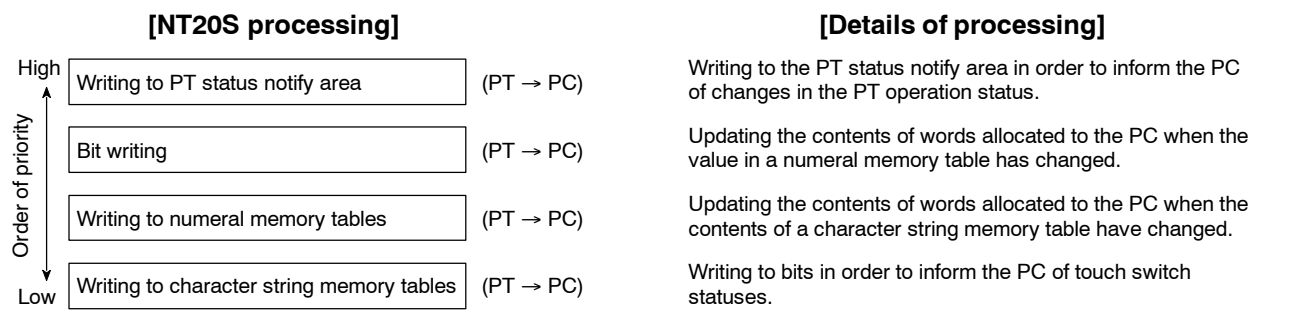 [NT20S processing]
[Details of processing]
High
Writing to PT status notify area
(PT → PC)
Writing to the PT status notify area in order to inform the PC
of changes in the PT operation status.
Order of priority
Bit writing
(PT → PC)
Updating the contents of words allocated to the PC when the
value in a numeral memory table has changed.
Writing to numeral memory tables
(PT → PC)
Updating the contents of words allocated to the PC when the
contents of a character string memory table have changed.
Low
Writing to character string memory tables
(PT → PC)
Writing to bits in order to inform the PC of touch switch
statuses.